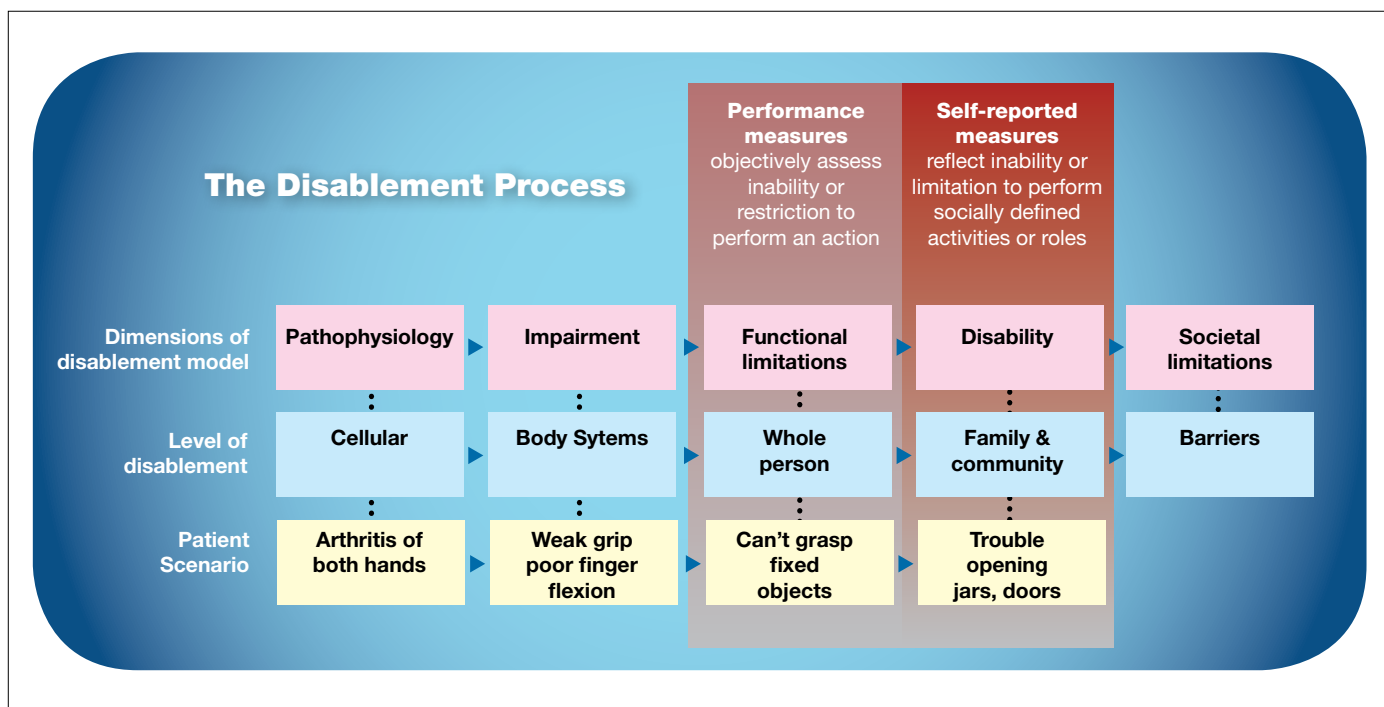 The Disablement Process
Performance
measures
objectively assess
inability or
restriction to
perform an action
Self-reported
measures
reflect inability or
limitation to perform
socially defined
activities or roles
Dimensions of
disablement model
Pathophysiology
Impairment
Functional
limitations
Disability
Societal
limitations
Level of
disablement
Cellular
Body Sytems
Whole
person
Family &
community
Barriers
Patient
Scenario
Arthritis of
both hands
Weak grip
poor finger
flexion
Can’t grasp
fixed
objects
Trouble
opening
jars, doors